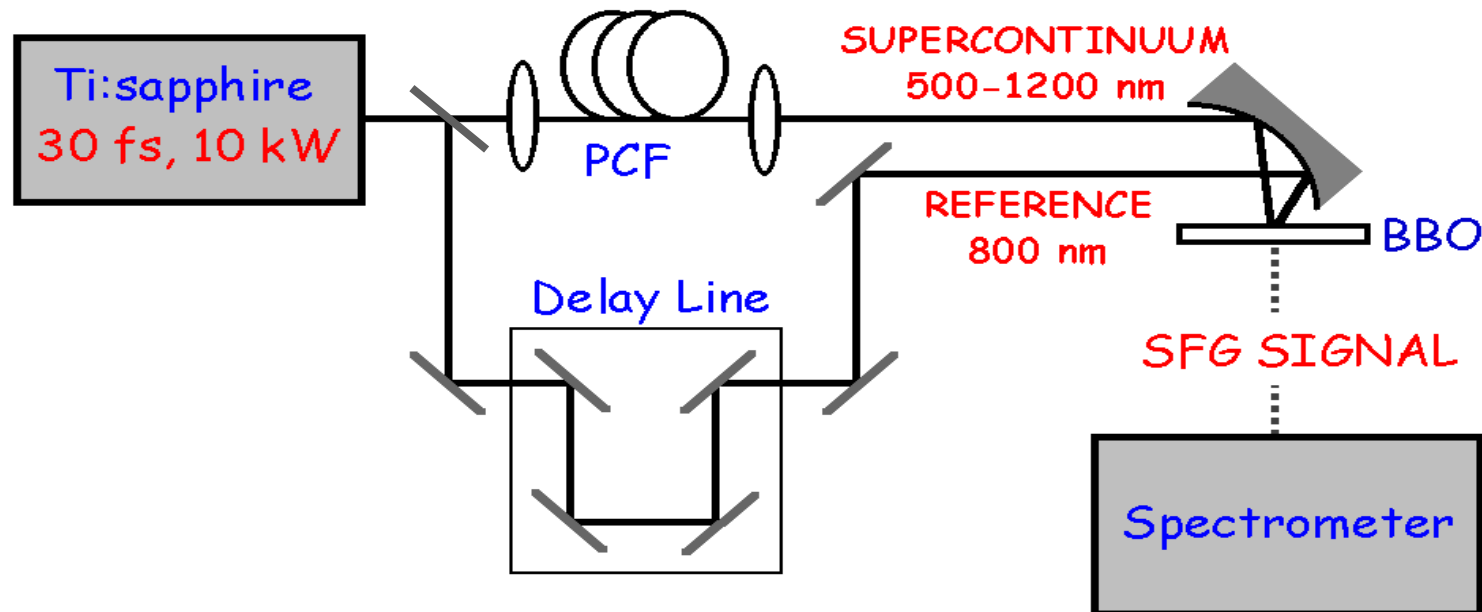 Ti:sapphire
30 fs, 10 kW
PCF
SUPERCONTINUUM
500-1200 nm
REFERENCE
800 nm
BBO
Delay Line
SFG SIGNAL
Spectrometer